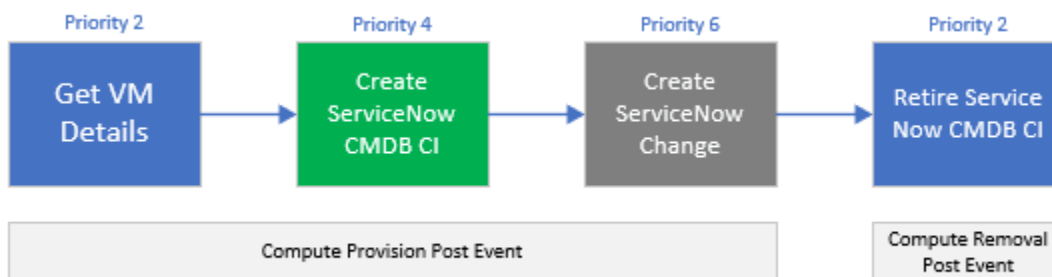 Priority 2
Priority 4
Priority 6
Priority 2
Get VM
Details
Create
ServiceNow
CMDB CI
Create
ServiceNow
Change
Retire Service
Now CMDB CI
Compute Provision Post Event
Compute Removal
Post Event